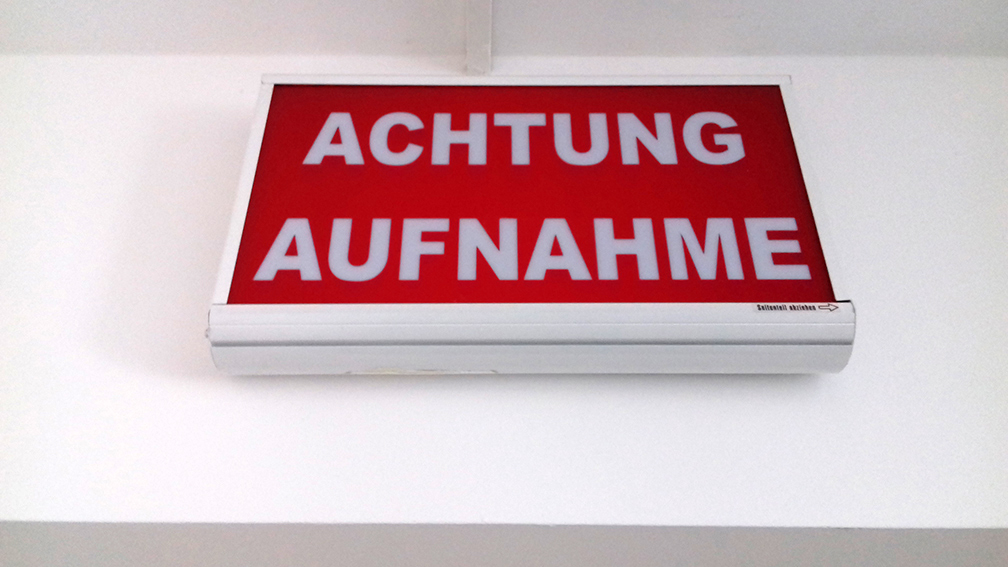 ACHTUNG
AUFNAHME
Seitenteil abziehen